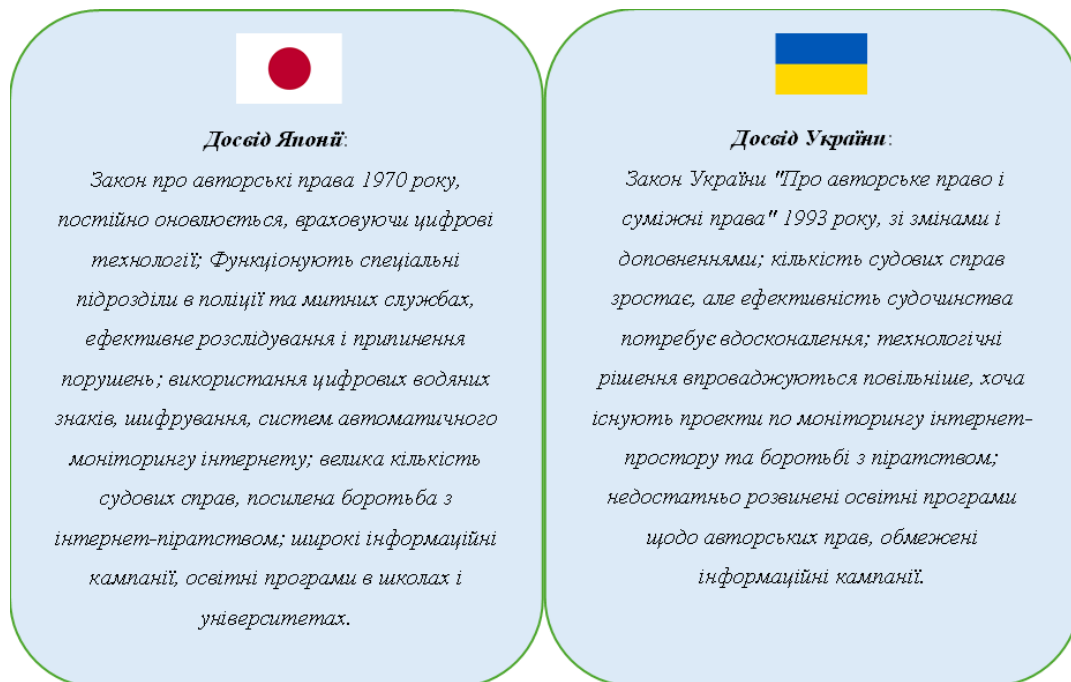 Досвід Японії:
Закон про авторські права 1970 року,
постійно оновлюється, враховуючи цифрові
технології; Функціонують спеціальні
підрозділи в поліції та митних службах,
ефективне розслідування і припинення
порушень; використання цифрових водяних
знаків, шифрування, систем автоматичного
моніторингу інтернету; велика кількість
судових справ, посилена боротьба з
інтернет-піратством; широкі інформаційні
кампанії, освітні програми в школах і
університетах.
Досвід України:
Закон України "Про авторське право і
суміжні права" 1993 року, зі змінами і
доповненнями; кількість судових справ
зростає, але ефективність судочинства
потребує вдосконалення; технологічні
рішення впроваджуються повільніше, хоча
існують проекти по моніторингу інтернет-
простору та боротьбі з піратством;
недостатньо розвинені освітні програми
щодо авторських прав, обмежені
інформаційні кампанії.